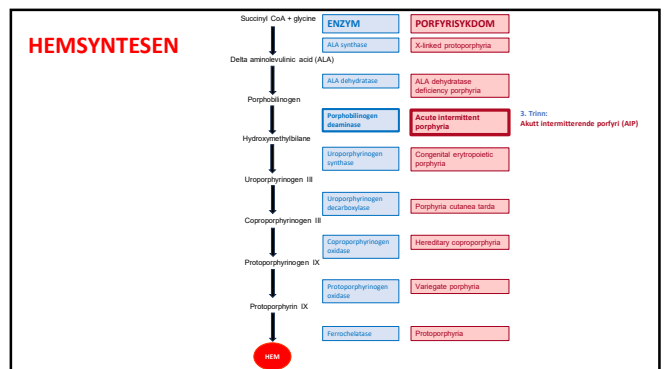 HEMSYNTESEN
Succinyl CoA + glycine
ENZYM
PORFYRISYKDOM
ALA synthase
X-linked protoporphyria
Delta aminolevulinic acid (ALA)
ALA dehydratase
ALA dehydratase
deficiency porphyria
Porphobilinogen
Porphobilinogen
deaminase
Acute intermittent
porphyria
3. Trinn:
Akutt intermitterende porfyri (AIP)
Hydroxymethylbilane
Uroporphyrinogen
synthase
Congenital erytropoietic
porphyria
Uroporphyrinogen III
Uroporphyrinogen
decarboxylase
Porphyria cutanea tarda
Coproporphyrinogen III
Coproporphyrinogen
oxidase
Hereditary coproporphyria
Protoporphyrinogen IX
Protoporphyrinogen
oxidase
Variegate porphyria
Protoporphyrin IX
Ferrochelatase
Protoporphyria
HEM